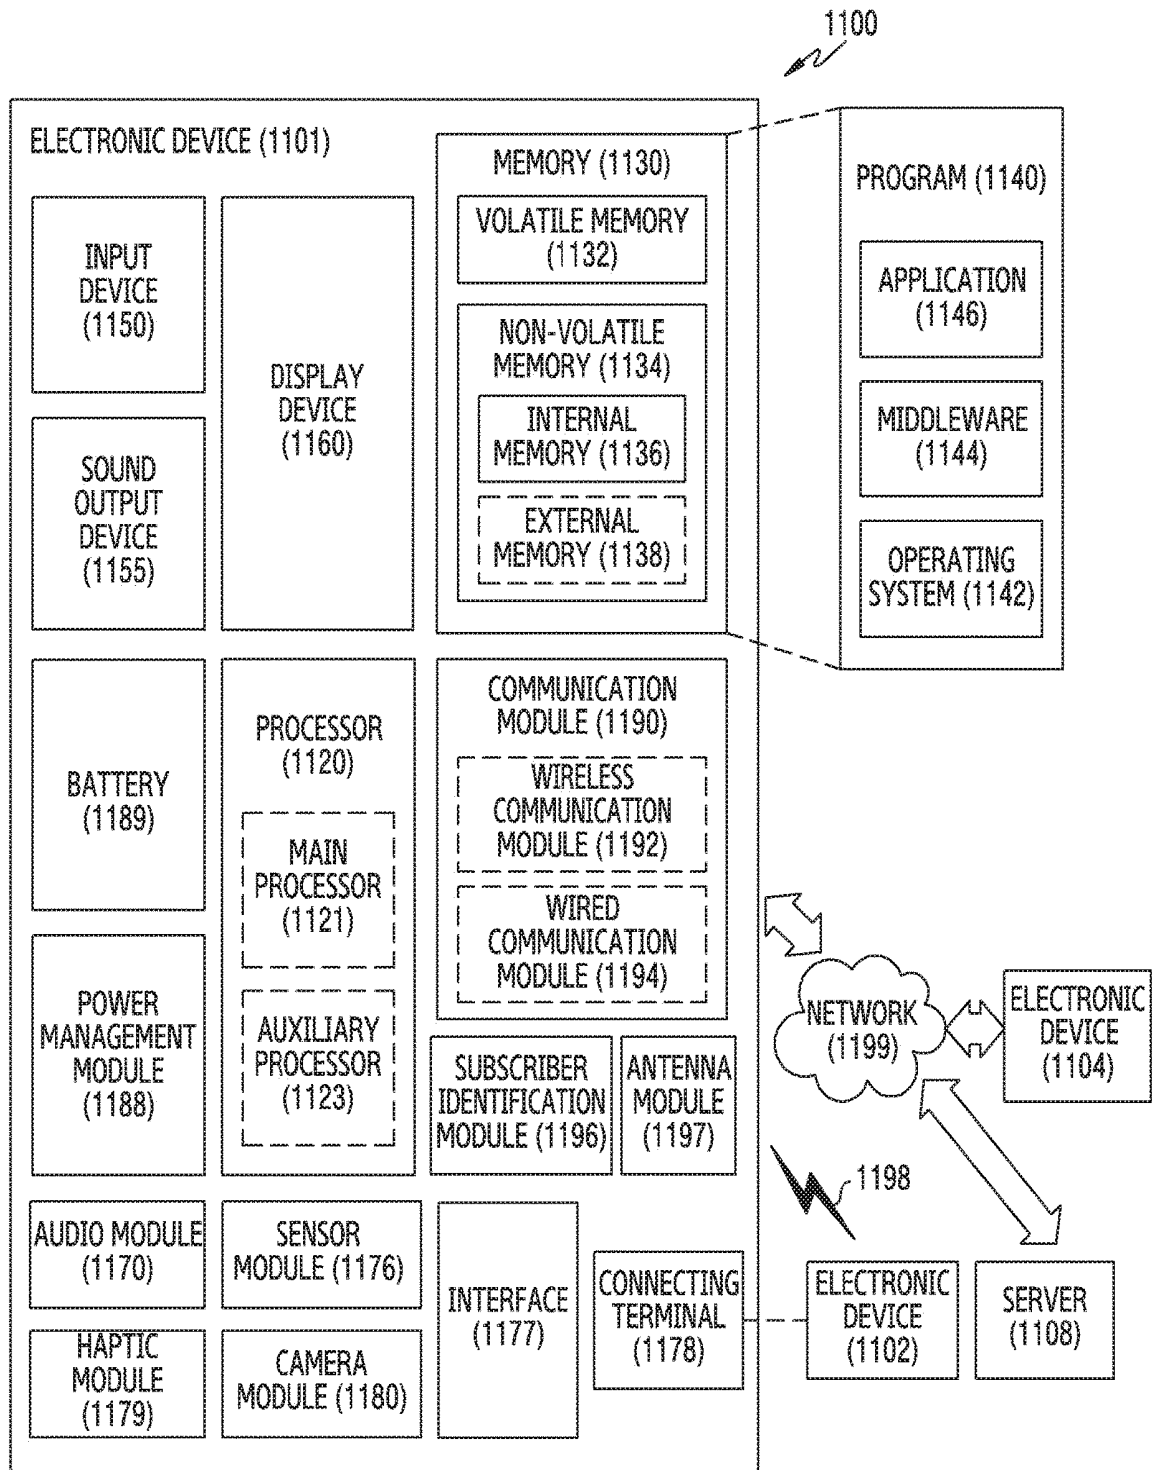 1100
ELECTRONIC DEVICE (1101)
INPUT
DEVICE
(1150)
SOUND
OUTPUT
DEVICE
(1155)
DISPLAY
DEVICE
(1160)
MEMORY (1130)
VOLATILE MEMORY
(1132)
NON-VOLATILE
MEMORY (1134)
INTERNAL
MEMORY (1136)
EXTERNAL
MEMORY (1138)
PROGRAM (1140)
APPLICATION
(1146)
MIDDLEWARE
(1144)
OPERATING
SYSTEM (1142)
BATTERY
(1189)
POWER
MANAGEMENT
MODULE
(1188)
PROCESSOR
(1120)
MAIN
PROCESSOR
(1121)
AUXILIARY
PROCESSOR
(1123)
COMMUNICATION
MODULE (1190)
WIRELESS
COMMUNICATION
MODULE (1192)
WIRED
COMMUNICATION
MODULE (1194)
SUBSCRIBER
IDENTIFICATION
MODULE (1196)
ANTENNA
MODULE
(1197)
NETWORK
(1199)
ELECTRONIC
DEVICE
(1104)
1198
AUDIO MODULE
(1170)
SENSOR
MODULE (1176)
HAPTIC
MODULE
(1179)
CAMERA
MODULE (1180)
INTERFACE
(1177)
CONNECTING
TERMINAL
(1178)
ELECTRONIC
DEVICE
(1102)
SERVER
(1108)